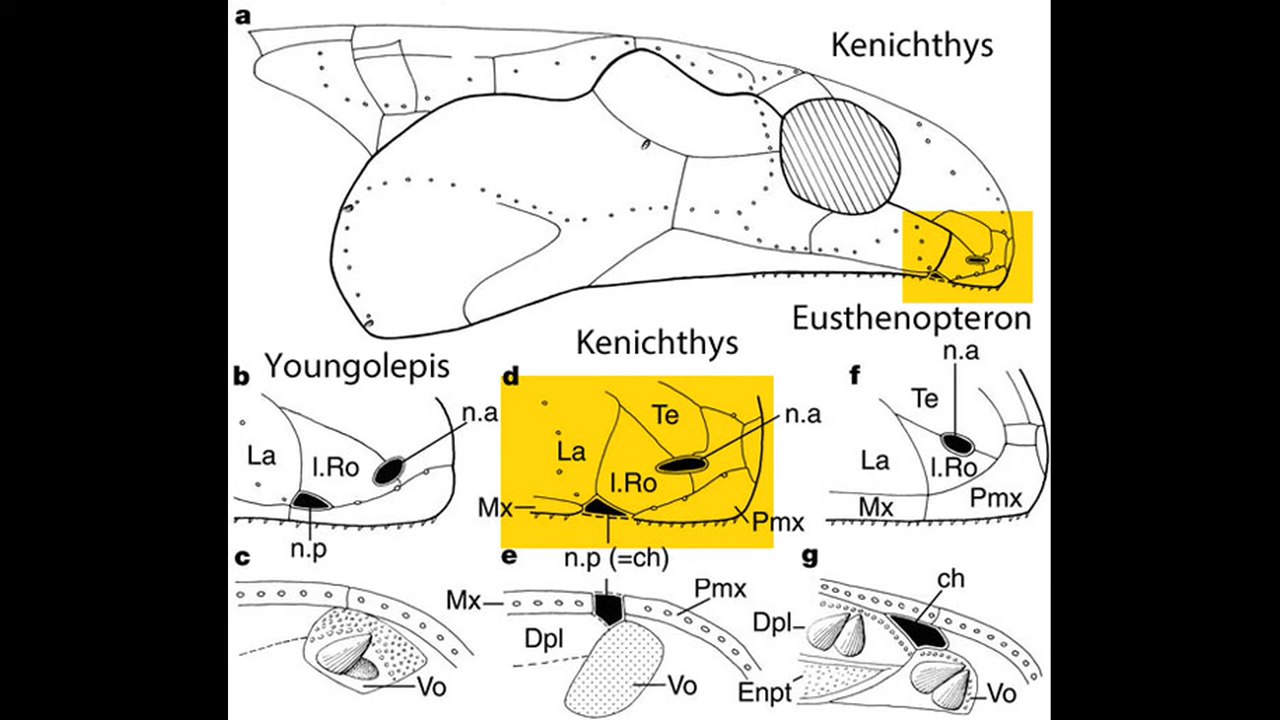 a
Kenichthys
Eusthenopteron
Kenichthys
Youngolepis
b
La
l.Ro
n.a
n.p
d
Te
La
l.Ro
n.a
Mx
Pmx
n.p (=ch)
f
n.a
Te
La
l.Ro
Mx
Pmx
c
Vo
e
Mx
Pmx
Dpl
Vo
g
ch
Dpl
Enpt
Vo